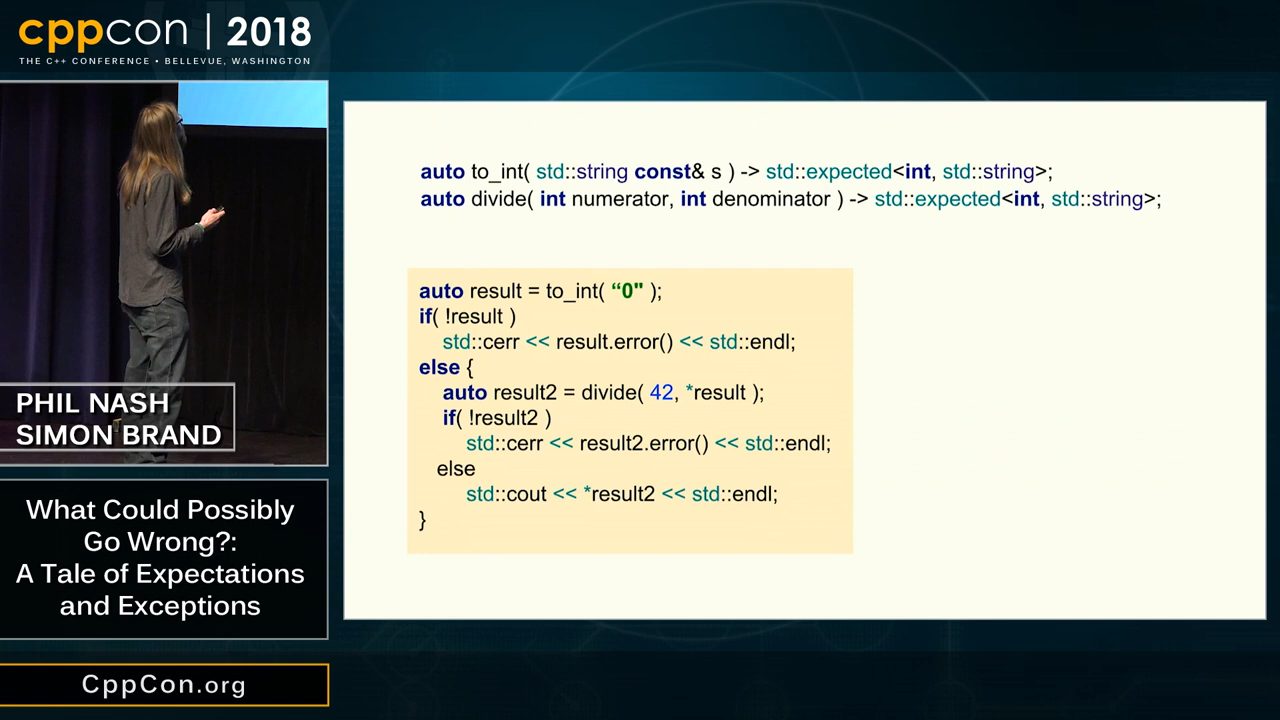 cppcon | 2018
THE C++ CONFERENCE • BELLEVUE, WASHINGTON
PHIL NASH
SIMON BRAND
What Could Possibly
Go Wrong?:
A Tale of Expectations
and Exceptions
CppCon.org
auto to_int( std::string const& s ) -> std::expected<int, std::string>;
auto divide( int numerator, int denominator ) -> std::expected<int, std::string>;
auto result = to_int( “0" );
if( !result )
std::cerr << result.error() << std::endl;
else {
auto result2 = divide( 42, *result );
if( !result2 )
std::cerr << result2.error() << std::endl;
else
std::cout << *result2 << std::endl;
}